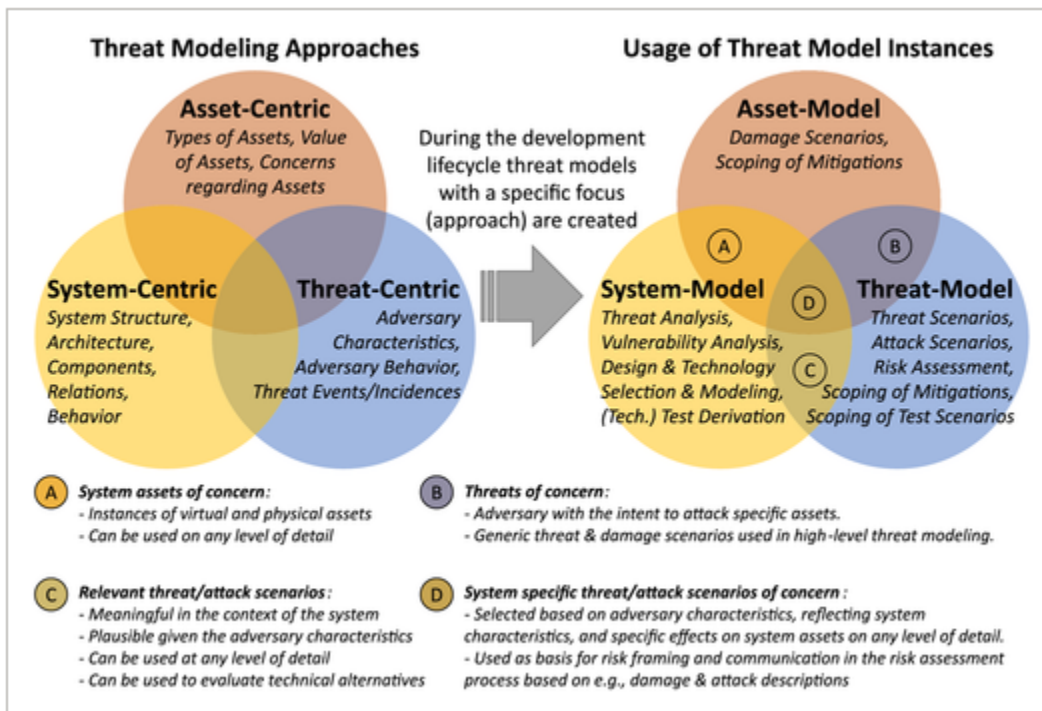 Threat Modeling Approaches
Asset-Centric
Types of Assets, Value
of Assets, Concerns
regarding Assets
System-Centric
System Structure,
Architecture,
Components,
Relations,
Behavior
Threat-Centric
Adversary
Characteristics,
Adversary Behavior,
Threat Events/Incidences
During the development
lifecycle threat models
with a specific focus
(approach) are created
Usage of Threat Model Instances
Asset-Model
Damage Scenarios,
Scoping of Mitigations
A
B
System-Model
Threat Analysis,
Vulnerability Analysis,
Design & Technology
Selection & Modeling,
(Tech.) Test Derivation
D
C
Threat-Model
Threat Scenarios,
Attack Scenarios,
Risk Assessment,
Scoping of Mitigations,
Scoping of Test Scenarios
A System assets of concern:
- Instances of virtual and physical assets
- Can be used on any level of detail
B Threats of concern:
- Adversary with the intent to attack specific assets.
- Generic threat & damage scenarios used in high-level threat modeling.
C Relevant threat/attack scenarios:
- Meaningful in the context of the system
- Plausible given the adversary characteristics
- Can be used at any level of detail
- Can be used to evaluate technical alternatives
D System specific threat/attack scenarios of concern:
- Selected based on adversary characteristics, reflecting system
characteristics, and specific effects on system assets on any level of detail.
- Used as basis for risk framing and communication in the risk assessment
process based on e.g., damage & attack descriptions